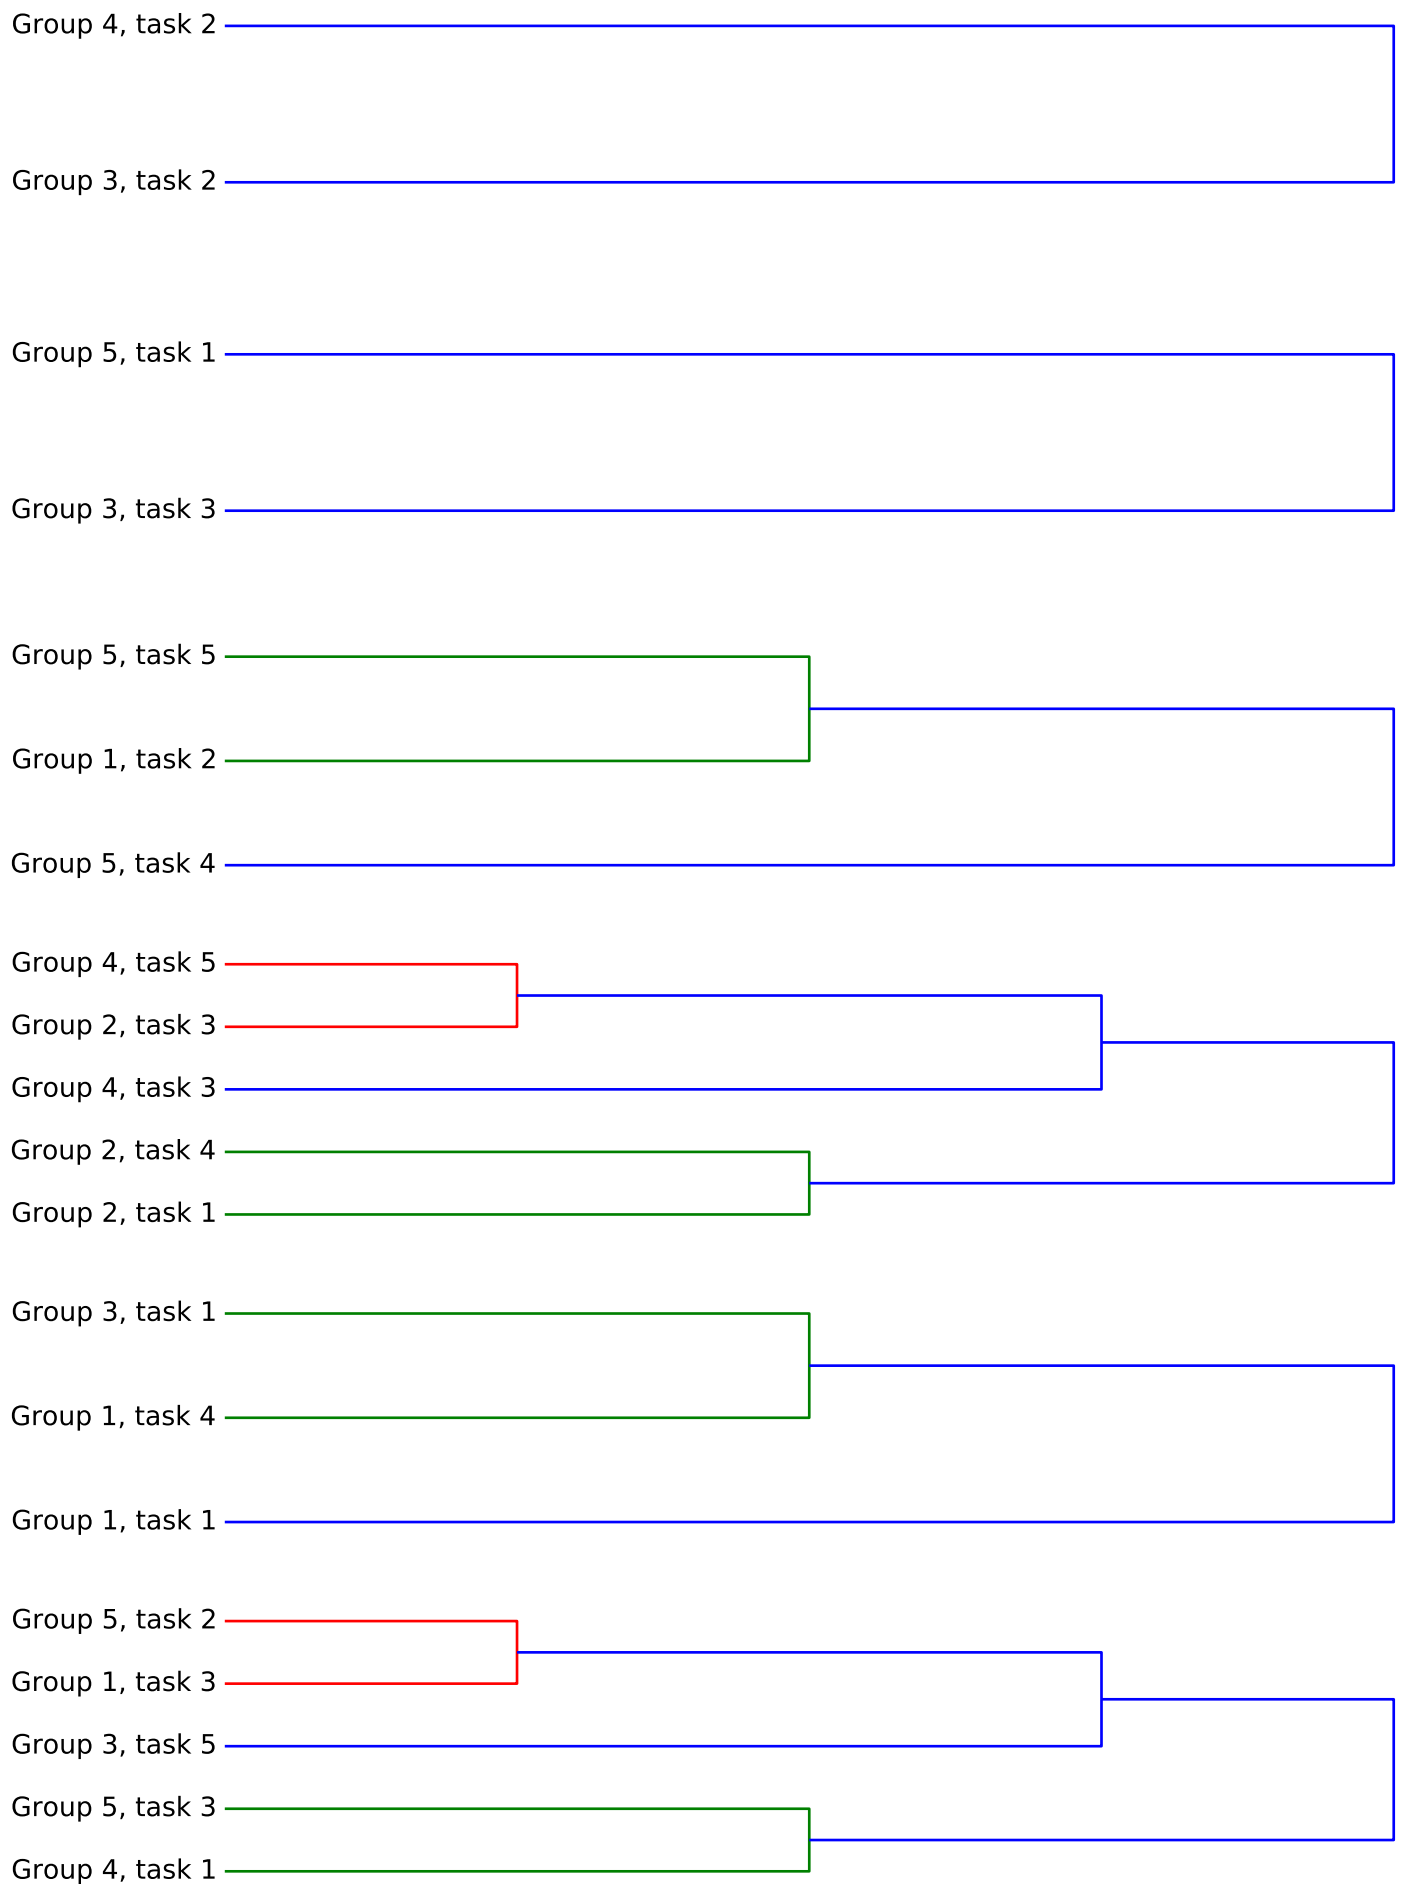 Group 4, task 2
Group 3, task 2
Group 5, task 1
Group 3, task 3
Group 5, task 5
Group 1, task 2
Group 5, task 4
Group 4, task 5
Group 2, task 3
Group 4, task 3
Group 2, task 4
Group 2, task 1
Group 3, task 1
Group 1, task 4
Group 1, task 1
Group 5, task 2
Group 1, task 3
Group 3, task 5
Group 5, task 3
Group 4, task 1